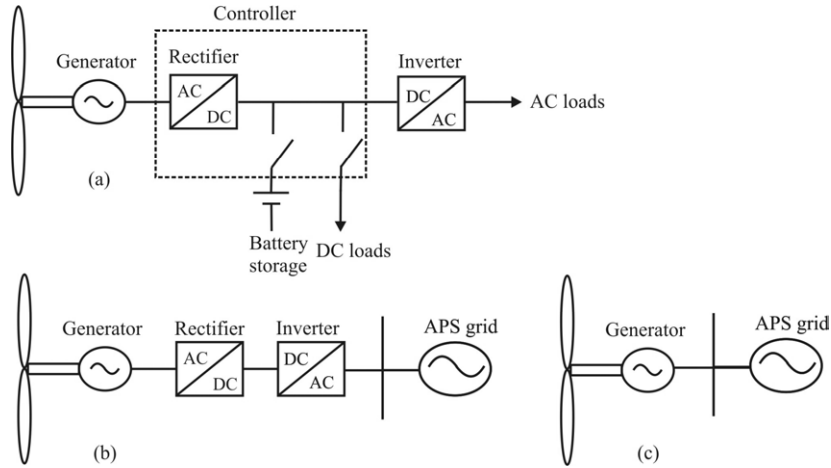 Controller
Generator
Rectifier
Inverter
AC
DC
DC
AC
AC loads
(a)
Battery
storage
DC loads
Generator
Rectifier
Inverter
APS grid
AC
DC
DC
AC
(b)
Generator
APS grid
(c)